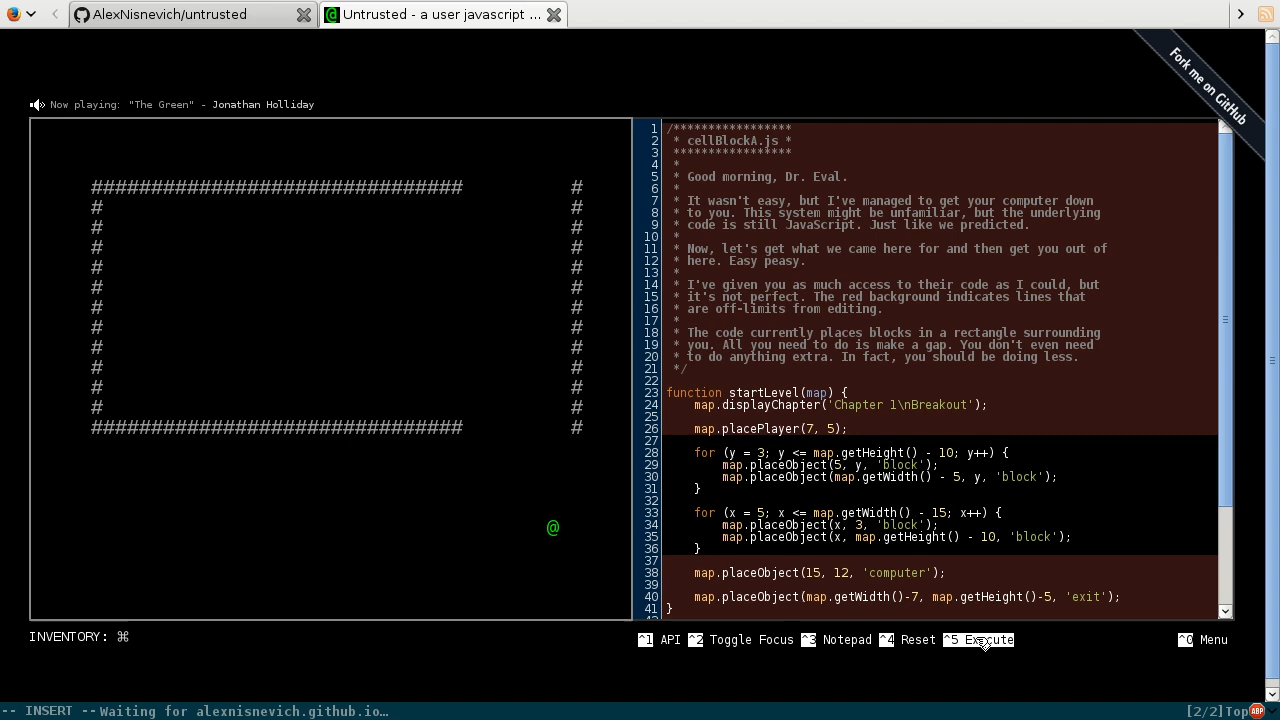 AlexNisnevich/untrusted
Untrusted - a user javascript ...
Fork me on GitHub
Now playing: "The Green" - Jonathan Holliday
############################### #
# #
# #
# #
# #
# #
# #
# #
# #
# #
# #
# #
############################### #
@
1 /*****************
2  * cellBlockA.js *
3  *****************
4  *
5  * Good morning, Dr. Eval.
6  *
7  * It wasn't easy, but I've managed to get your computer down
8  * to you. This system might be unfamiliar, but the underlying
9  * code is still JavaScript. Just like we predicted.
10  *
11  * Now, let's get what we came here for and then get you out of
12  * here. Easy peasy.
13  *
14  * I've given you as much access to their code as I could, but
15  * it's not perfect. The red background indicates lines that
16  * are off-limits from editing.
17  *
18  * The code currently places blocks in a rectangle surrounding
19  * you. All you need to do is make a gap. You don't even need
20  * to do anything extra. In fact, you should be doing less.
21  */
22
23 function startLevel(map) {
24     map.displayChapter('Chapter 1\nBreakout');
25
26     map.placePlayer(7, 5);
27
28     for (y = 3; y <= map.getHeight() - 10; y++) {
29         map.placeObject(5, y, 'block');
30         map.placeObject(map.getWidth() - 5, y, 'block');
31     }
32
33     for (x = 5; x <= map.getWidth() - 15; x++) {
34         map.placeObject(x, 3, 'block');
35         map.placeObject(x, map.getHeight() - 10, 'block');
36     }
37
38     map.placeObject(15, 12, 'computer');
39
40     map.placeObject(map.getWidth()-7, map.getHeight()-5, 'exit');
41 }
INVENTORY: ⌘
^1 API ^2 Toggle Focus ^3 Notepad ^4 Reset ^5 Execute ^0 Menu
-- INSERT -- Waiting for alexnisnevich.github.io… [2/2] Top ABP